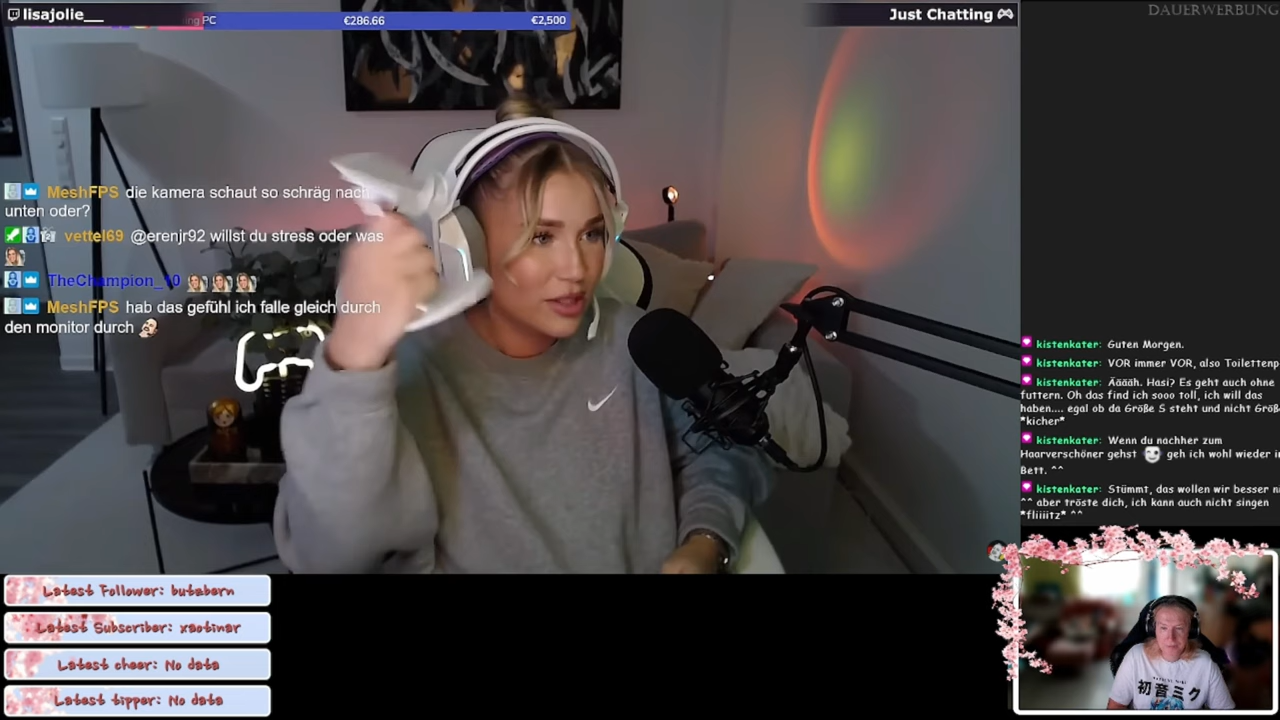 lisajolie__
ing PC
€286.66
€2,500
Just Chatting
DAUERWERBUNG
MeshFPS die kamera schaut so schräg nach
unten oder?
vettel69 @erenjr92 willst du stress oder was
TheChampion_10
MeshFPS hab das gefühl ich falle gleich durch
den monitor durch
kistenkater: Guten Morgen.
kistenkater: VOR immer VOR, also Toilettenp
kistenkater: Äääah. Hasi? Es geht auch ohne
futtern. Oh das find ich sooo toll, ich will das
haben.... egal ob da Größe S steht und nicht Größ
*kicher*
kistenkater: Wenn du nachher zum
Haarverschöner gehst geh ich wohl wieder in
Bett. ^^
kistenkater: Stümmt, das wollen wir besser ni
^^ aber tröste dich, ich kann auch nicht singen
*fliiiitz* ^^
Latest Follower: butzbern
Latest Subscriber: xaotinar
Latest cheer: No data
Latest tipper: No data
初音ミク